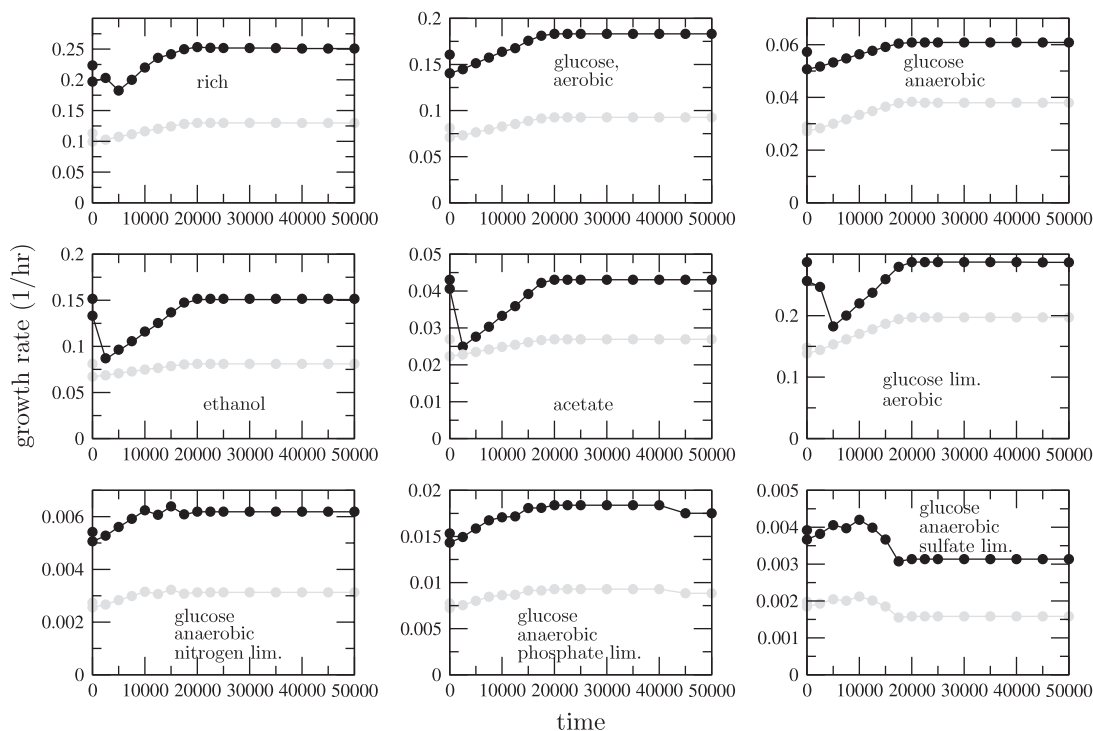 0.25
0.2
0.15
0.1
0.05
0
rich
0 10000 20000 30000 40000 50000
0.2
0.15
0.1
0.05
0
glucose,
aerobic
0 10000 20000 30000 40000 50000
0.06
0.04
0.02
0
glucose
anaerobic
0 10000 20000 30000 40000 50000
growth rate (1/hr)
0.2
0.15
0.1
0.05
0
ethanol
0 10000 20000 30000 40000 50000
0.05
0.04
0.03
0.02
0.01
0
acetate
0 10000 20000 30000 40000 50000
0.2
0.1
0
glucose lim.
aerobic
0 10000 20000 30000 40000 50000
0.006
0.004
0.002
0
glucose
anaerobic
nitrogen lim.
0 10000 20000 30000 40000 50000
0.02
0.015
0.01
0.005
0
glucose
anaerobic
phosphate lim.
0 10000 20000 30000 40000 50000
0.005
0.004
0.003
0.002
0.001
0
glucose
anaerobic
sulfate lim.
0 10000 20000 30000 40000 50000
time